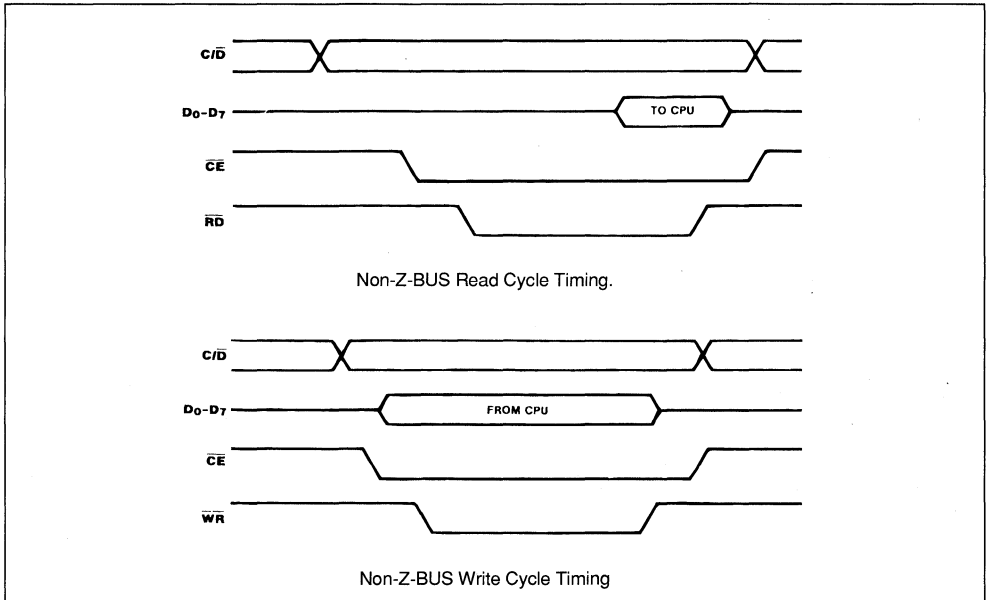 C/D̅
D₀–D₇
TO CPU
C̅E̅
R̅D̅
Non-Z-BUS Read Cycle Timing.
C/D̅
D₀–D₇
FROM CPU
C̅E̅
W̅R̅
Non-Z-BUS Write Cycle Timing